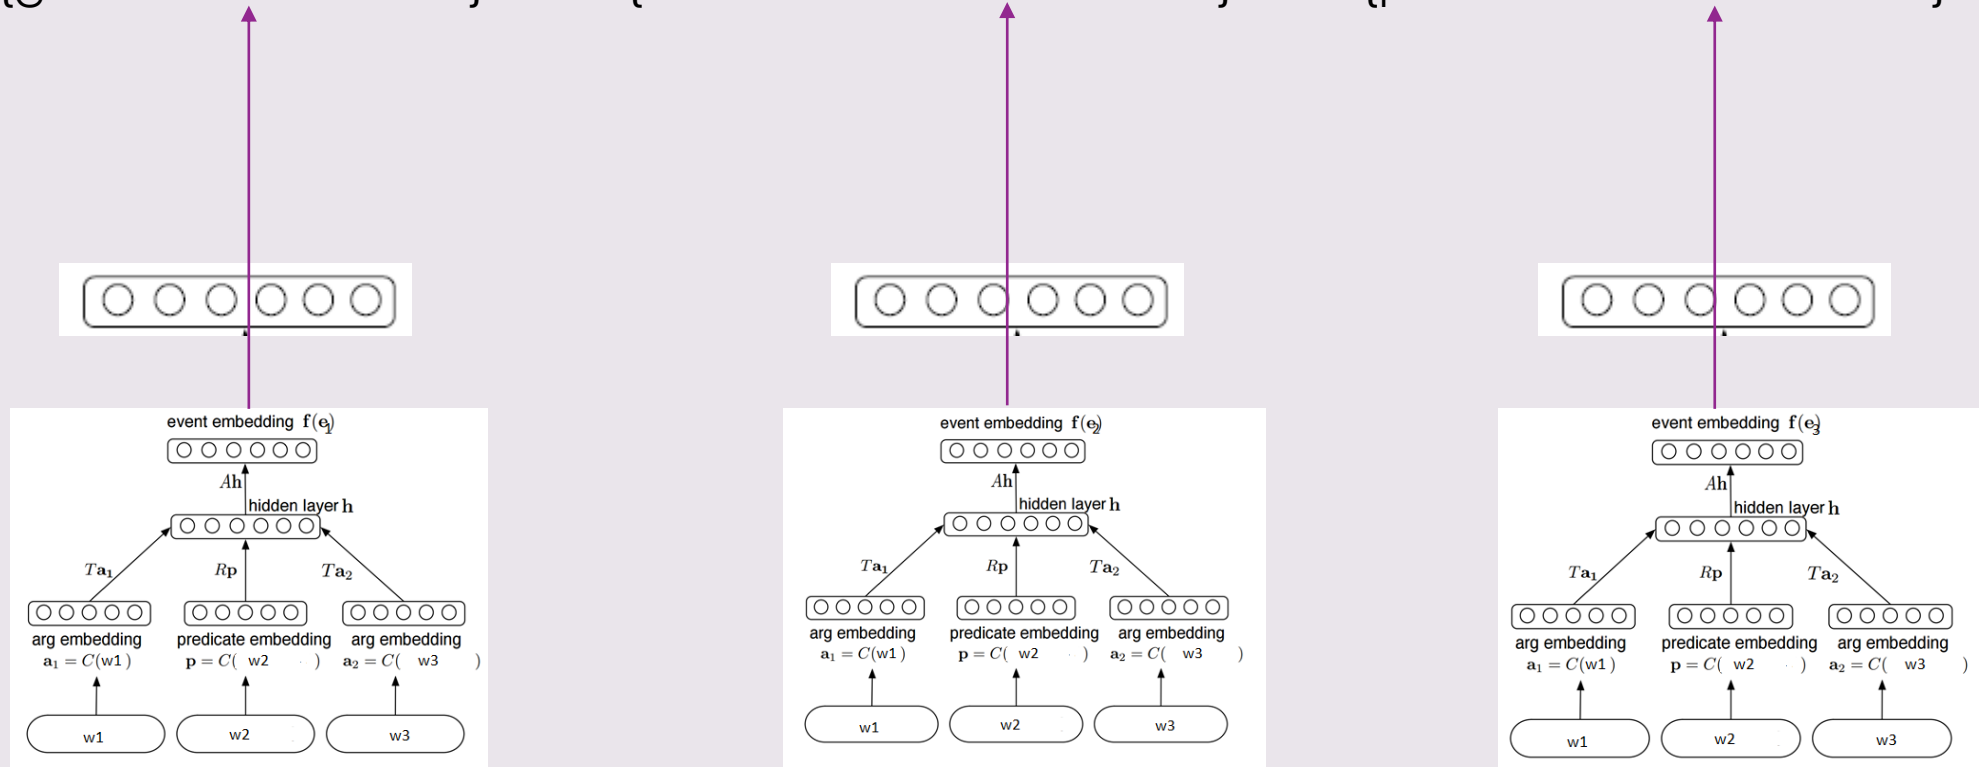 event embedding f(e1)
Ah
hidden layer h
Ta1 Rp Ta2
arg embedding predicate embedding arg embedding
a1 = C(w1) p = C( w2 ) a2 = C( w3 )
w1 w2 w3
event embedding f(e2)
Ah
hidden layer h
Ta1 Rp Ta2
arg embedding predicate embedding arg embedding
a1 = C(w1) p = C( w2 ) a2 = C( w3 )
w1 w2 w3
event embedding f(e3)
Ah
hidden layer h
Ta1 Rp Ta2
arg embedding predicate embedding arg embedding
a1 = C(w1) p = C( w2 ) a2 = C( w3 )
w1 w2 w3